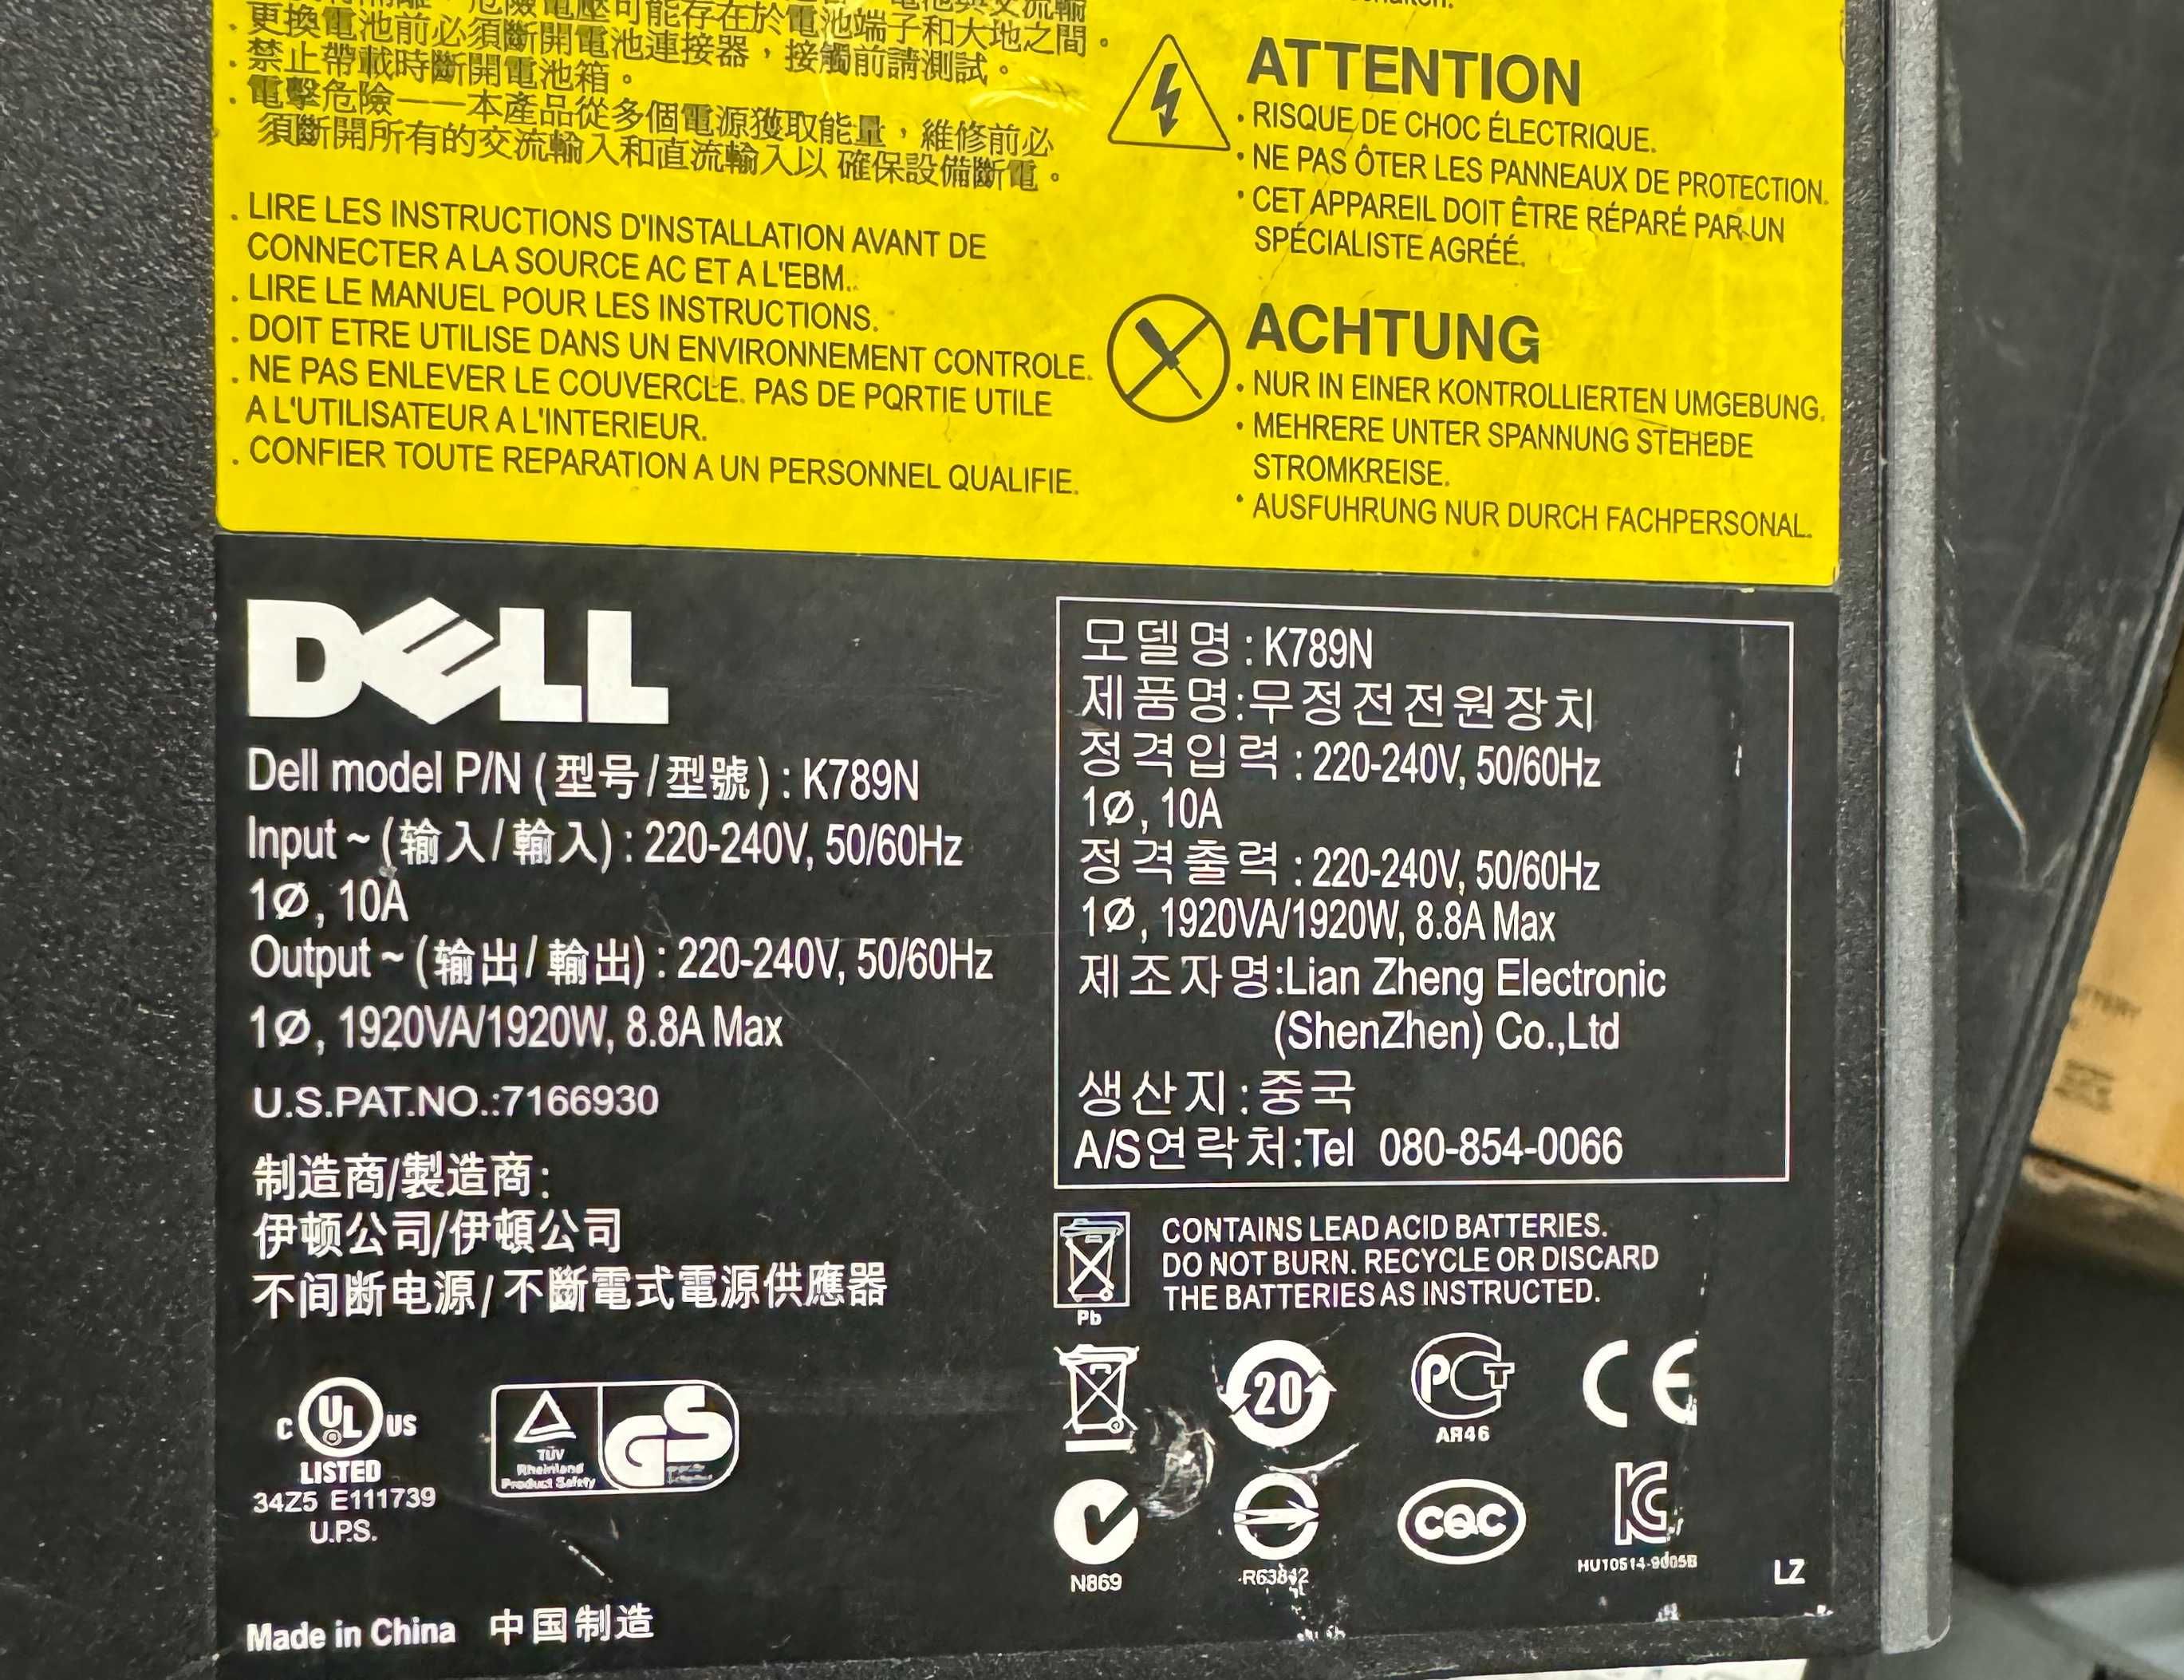 更換電池前必須斷開電池連接器，接觸前請測試。
. 禁止帶載時斷開電池箱。
. 電擊危險——本產品從多個電源獲取能量，維修前必
須斷開所有的交流輸入和直流輸入以 確保設備斷電。
. LIRE LES INSTRUCTIONS D'INSTALLATION AVANT DE
CONNECTER A LA SOURCE AC ET A L'EBM.
. LIRE LE MANUEL POUR LES INSTRUCTIONS.
. DOIT ETRE UTILISE DANS UN ENVIRONNEMENT CONTROLE.
. NE PAS ENLEVER LE COUVERCLE. PAS DE PQRTIE UTILE
A L'UTILISATEUR A L'INTERIEUR.
. CONFIER TOUTE REPARATION A UN PERSONNEL QUALIFIE.
ATTENTION
• RISQUE DE CHOC ÉLECTRIQUE.
• NE PAS ÔTER LES PANNEAUX DE PROTECTION.
• CET APPAREIL DOIT ÊTRE RÉPARÉ PAR UN
SPÉCIALISTE AGRÉÉ.
ACHTUNG
• NUR IN EINER KONTROLLIERTEN UMGEBUNG.
• MEHRERE UNTER SPANNUNG STEHEDE
STROMKREISE.
• AUSFUHRUNG NUR DURCH FACHPERSONAL.
DELL
Dell model P/N (型号/型號) : K789N
Input ~ (输入/輸入) : 220-240V, 50/60Hz
1Ø, 10A
Output ~ (输出/輸出) : 220-240V, 50/60Hz
1Ø, 1920VA/1920W, 8.8A Max
U.S.PAT.NO.:7166930
制造商/製造商:
伊顿公司/伊頓公司
不间断电源/不斷電式電源供應器
C UL US
LISTED
34Z5 E111739
U.P.S.
TÜV
Rheinland
Product Safety
GS
Made in China 中国制造
모델명 : K789N
제품명:무정전전원장치
정격입력 : 220-240V, 50/60Hz
1Ø, 10A
정격출력 : 220-240V, 50/60Hz
1Ø, 1920VA/1920W, 8.8A Max
제조자명:Lian Zheng Electronic
(ShenZhen) Co.,Ltd
생산지 : 중국
A/S연락처:Tel 080-854-0066
Pb
CONTAINS LEAD ACID BATTERIES.
DO NOT BURN. RECYCLE OR DISCARD
THE BATTERIES AS INSTRUCTED.
20
PCT
AR46
CE
N869
R63842
CQC
KC
LZ